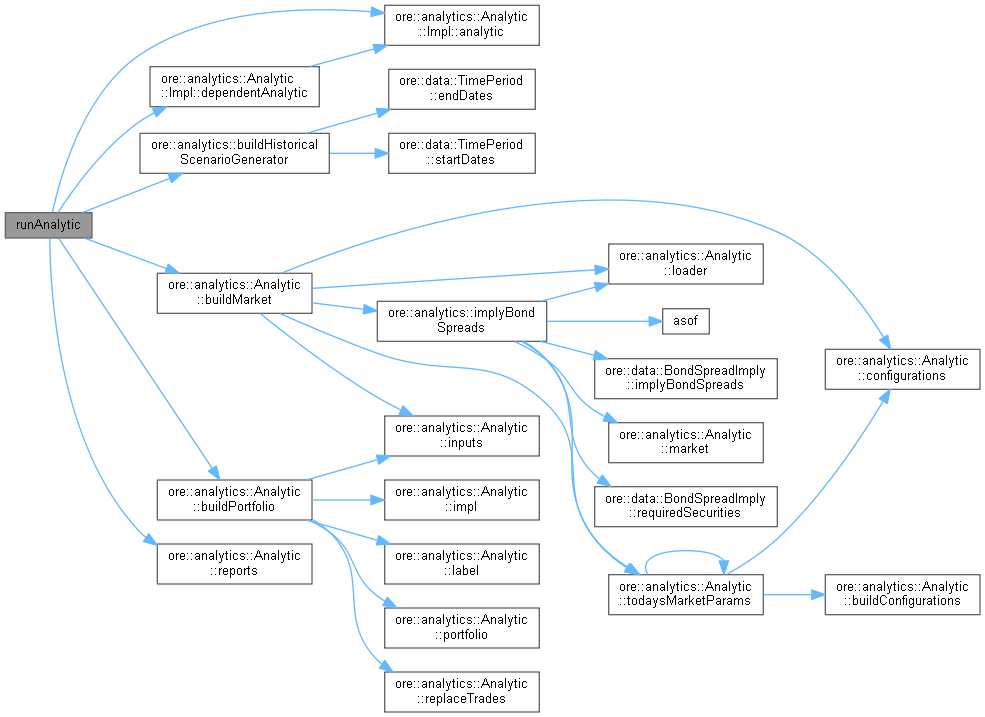 runAnalytic
ore::analytics::Analytic
::Impl::analytic
ore::analytics::Analytic
::Impl::dependentAnalytic
ore::analytics::buildHistorical
ScenarioGenerator
ore::data::TimePeriod
::endDates
ore::data::TimePeriod
::startDates
ore::analytics::Analytic
::buildMarket
ore::analytics::implyBond
Spreads
ore::analytics::Analytic
::loader
asof
ore::data::BondSpreadImply
::implyBondSpreads
ore::analytics::Analytic
::market
ore::data::BondSpreadImply
::requiredSecurities
ore::analytics::Analytic
::todaysMarketParams
ore::analytics::Analytic
::configurations
ore::analytics::Analytic
::buildConfigurations
ore::analytics::Analytic
::inputs
ore::analytics::Analytic
::buildPortfolio
ore::analytics::Analytic
::impl
ore::analytics::Analytic
::label
ore::analytics::Analytic
::portfolio
ore::analytics::Analytic
::replaceTrades
ore::analytics::Analytic
::reports